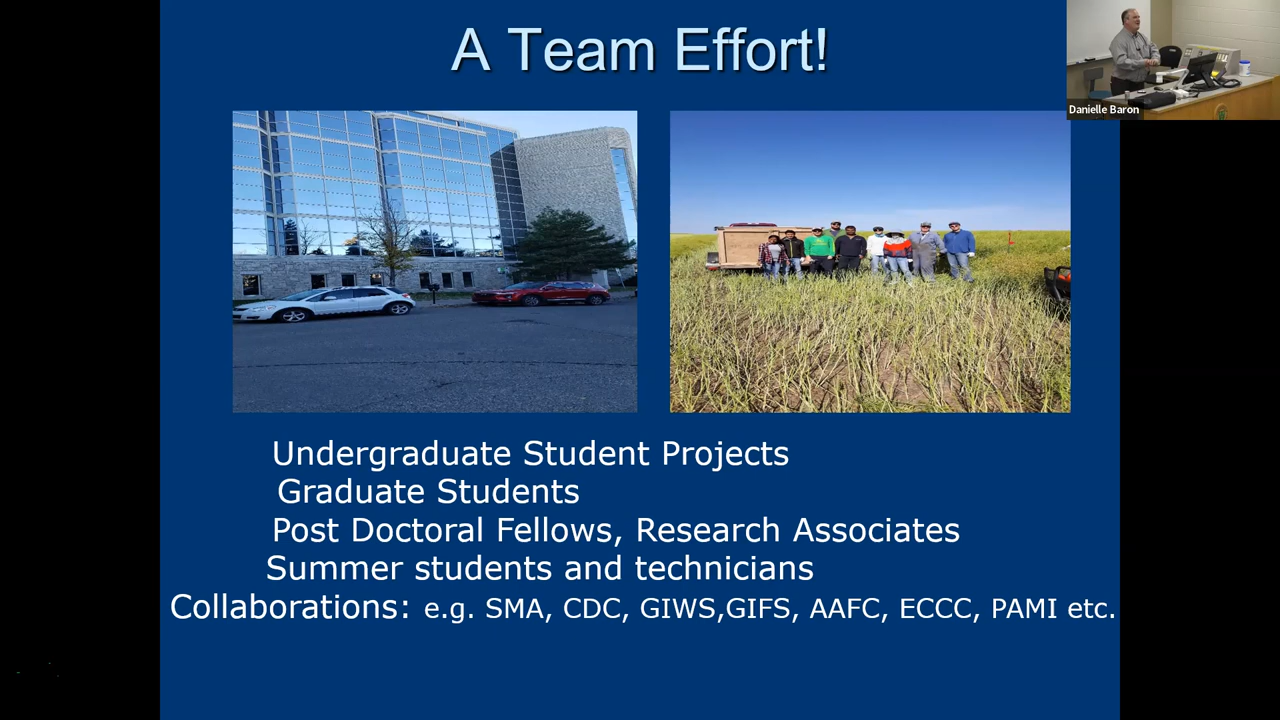 A Team Effort!
Danielle Baron
Undergraduate Student Projects
Graduate Students
Post Doctoral Fellows, Research Associates
Summer students and technicians
Collaborations: e.g. SMA, CDC, GIWS,GIFS, AAFC, ECCC, PAMI etc.